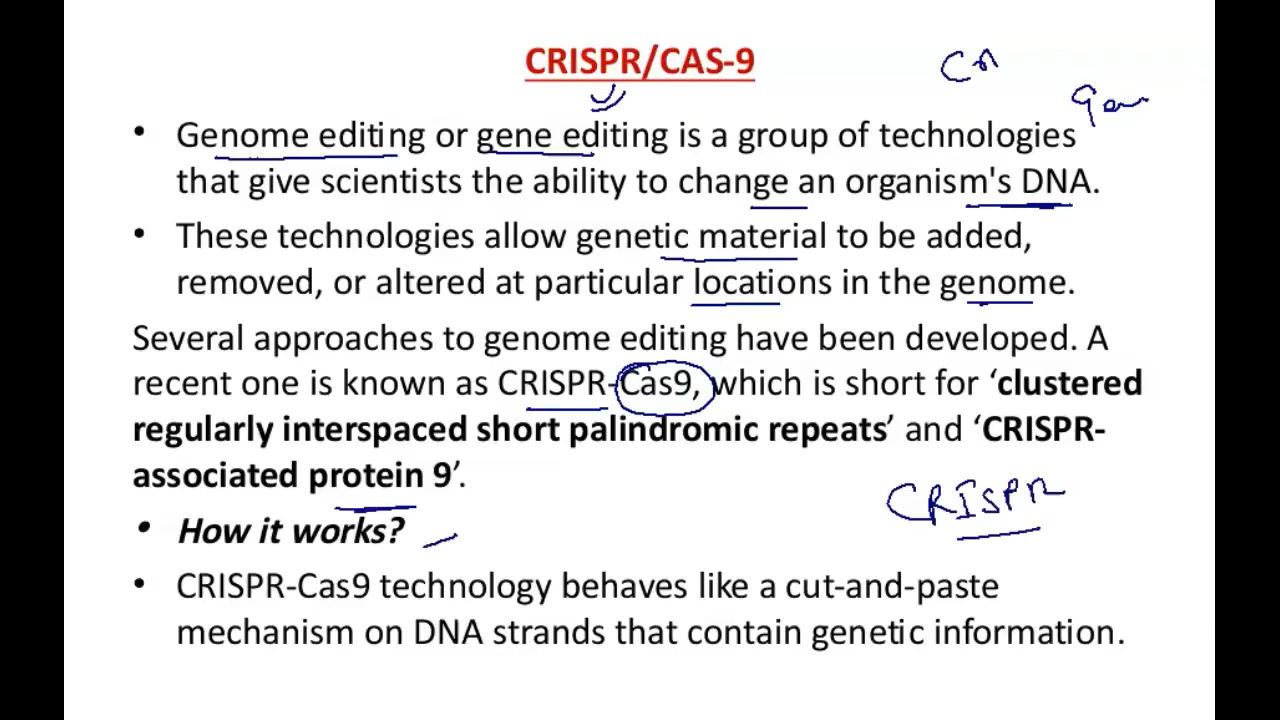 CRISPR/CAS-9
• Genome editing or gene editing is a group of technologies
that give scientists the ability to change an organism's DNA.
• These technologies allow genetic material to be added,
removed, or altered at particular locations in the genome.
Several approaches to genome editing have been developed. A
recent one is known as CRISPR-Cas9, which is short for ‘clustered
regularly interspaced short palindromic repeats’ and ‘CRISPR-
associated protein 9’.
CRISPR
• How it works?
• CRISPR-Cas9 technology behaves like a cut-and-paste
mechanism on DNA strands that contain genetic information.